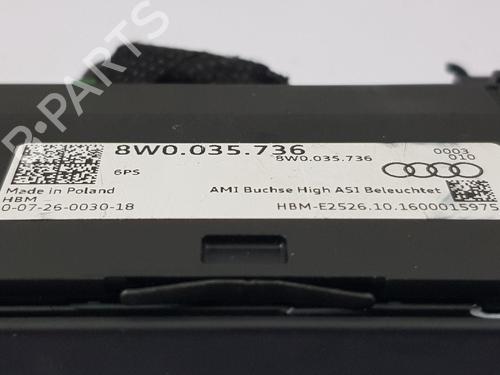 B-PARTS
8W0.035.736
8W0.035.736
0003
010
6PS
Made in Poland
AMI Buchse High ASI Beleuchtet
HBM
0-07-26-0030-18
HBM-E2526.10.1600015975